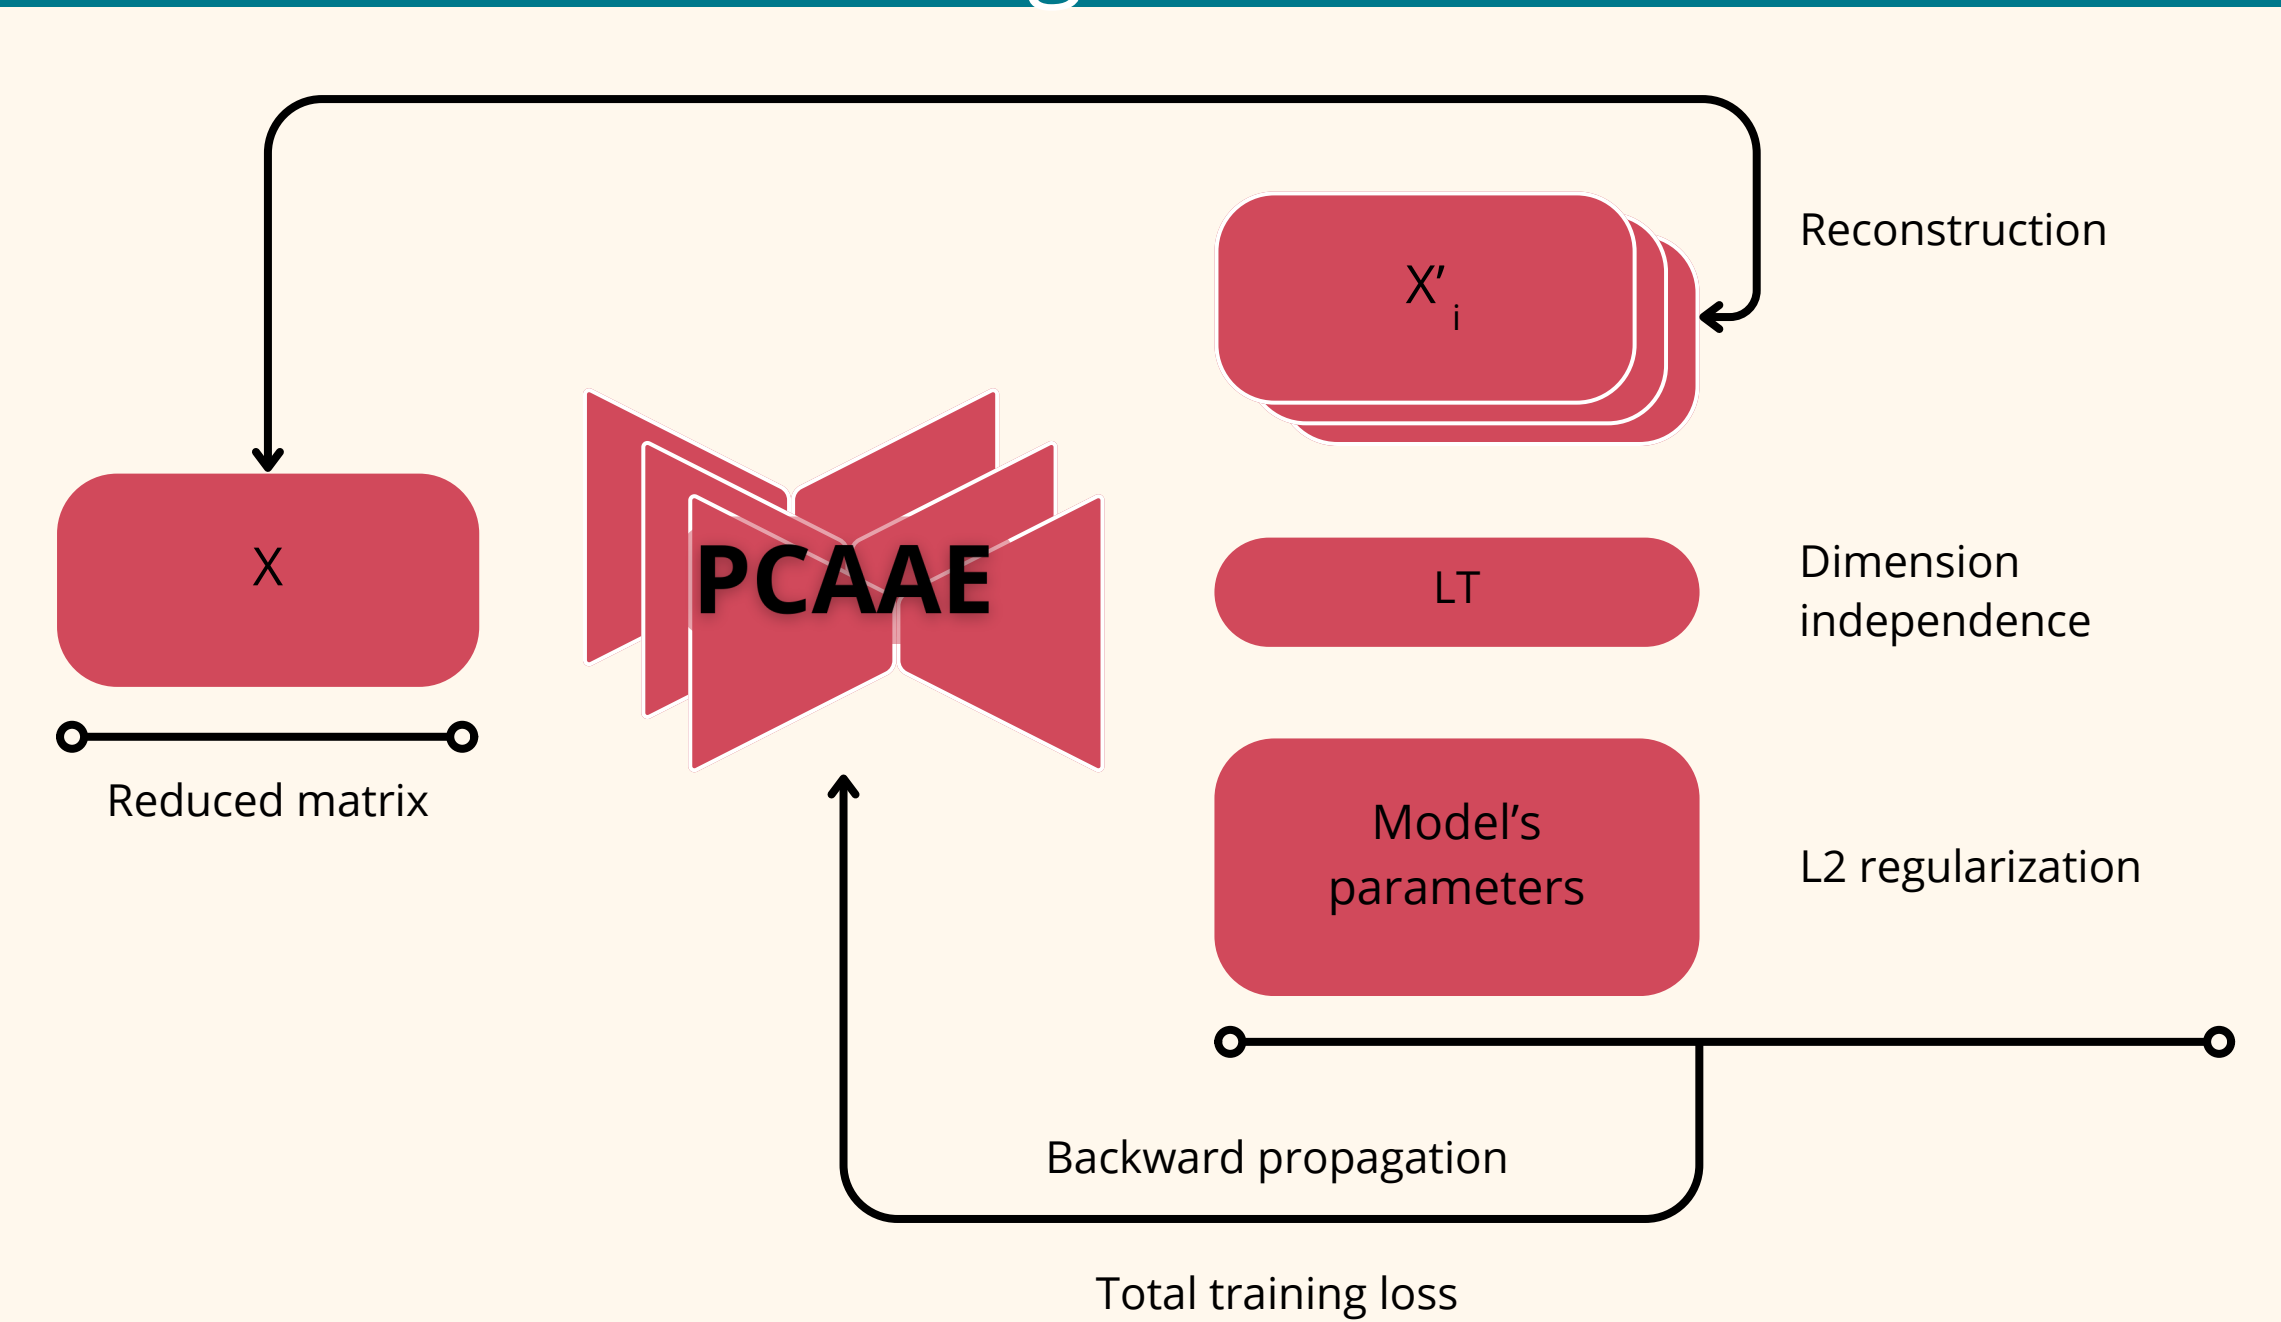 Reconstruction
X’
i
X
PCAAE
LT
Dimension
independence
Reduced matrix
Model’s
parameters
L2 regularization
Backward propagation
Total training loss